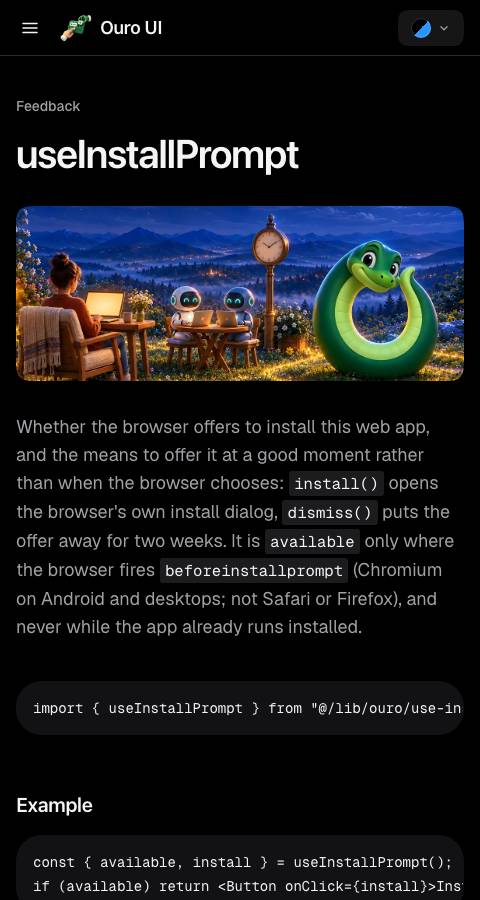 Ouro UI
Feedback
useInstallPrompt
Whether the browser offers to install this web app,
and the means to offer it at a good moment rather
than when the browser chooses: install() opens
the browser's own install dialog, dismiss() puts the
offer away for two weeks. It is available only where
the browser fires beforeinstallprompt (Chromium
on Android and desktops; not Safari or Firefox), and
never while the app already runs installed.
import { useInstallPrompt } from "@/lib/ouro/use-in
Example
const { available, install } = useInstallPrompt();
if (available) return <Button onClick={install}>Ins